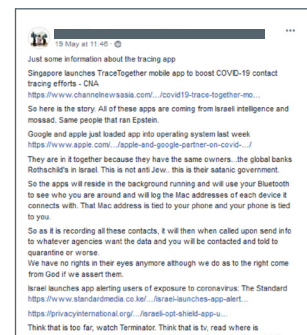 19 May at 11:46 ·
Just some information about the tracing app
Singapore launches TraceTogether mobile app to boost COVID-19 contact
tracing efforts - CNA
https://www.channelnewsasia.com/.../covid19-trace-together-mo...
So here is the story. All of these apps are coming from Israeli intelligence and
mossad. Same people that ran Epstein.
Google and apple just loaded app into operating system last week
https://www.apple.com/.../apple-and-google-partner-on-covid-.../
They are in it together because they have the same owners...the global banks
Rothschild's in Israel. This is not anti Jew.. this is their satanic government.
So the apps will reside in the background running and will use your Bluetooth
to see who you are around and will log the Mac addresses of each device it
connects with. That Mac address is tied to your phone and your phone is tied
to you.
So as it is recording all these contacts, it will then when called upon send info
to whatever agencies want the data and you will be contacted and told to
quarantine or worse.
We have no rights in their eyes anymore although we do as to the right come
from God if we assert them.
Israel launches app alerting users of exposure to coronavirus: The Standard
https://www.standardmedia.co.ke/.../israel-launches-app-alert...
https://privacyinternational.org/.../israeli-opt-shield-app-u...
Think that is too far, watch Terminator. Think that is tv, read where is